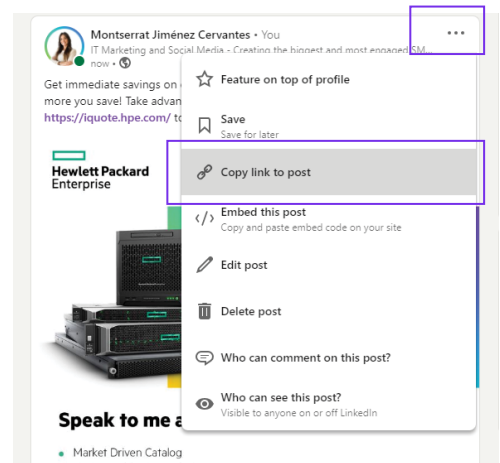 Montserrat Jiménez Cervantes • You
IT Marketing and Social Media - Creating the biggest and most engaged SM...
now •
Get immediate savings on
more you save! Take advan
https://iquote.hpe.com/ to
Hewlett Packard
Enterprise
Speak to me a
• Market Driven Catalog
Feature on top of profile
Save
Save for later
Copy link to post
Embed this post
Copy and paste embed code on your site
Edit post
Delete post
Who can comment on this post?
Who can see this post?
Visible to anyone on or off LinkedIn